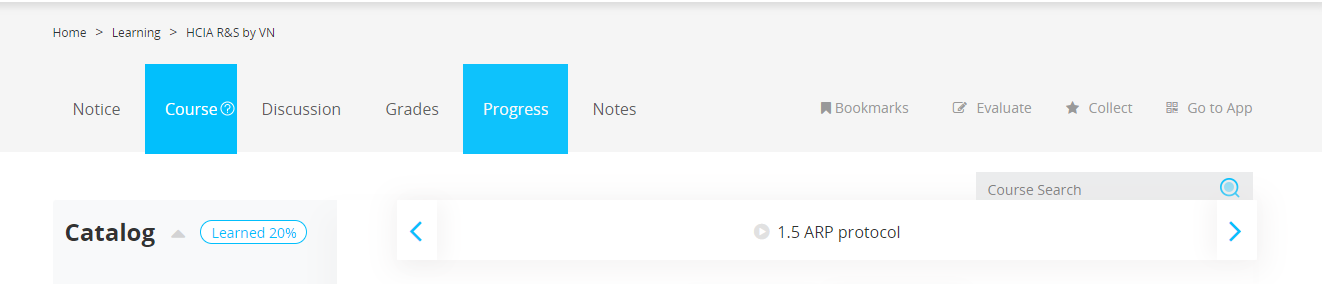 Home > Learning > HCIA R&S by VN
Notice Course Discussion Grades Progress Notes Bookmarks Evaluate Collect Go to App
Course Search
Catalog Learned 20% 1.5 ARP protocol